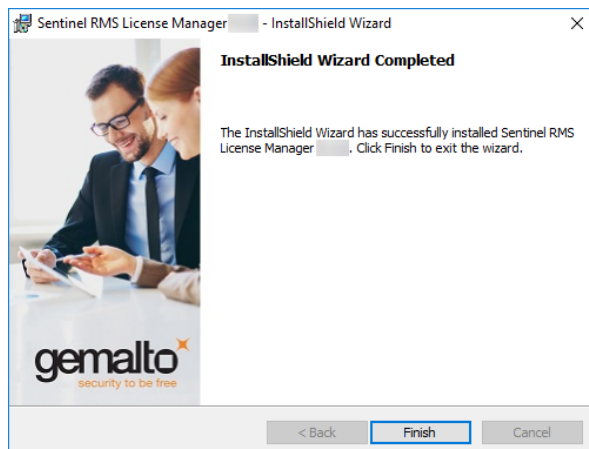 Sentinel RMS License Manager - InstallShield Wizard
InstallShield Wizard Completed
The InstallShield Wizard has successfully installed Sentinel RMS
License Manager . Click Finish to exit the wizard.
gemalto
security to be free
< Back
Finish
Cancel